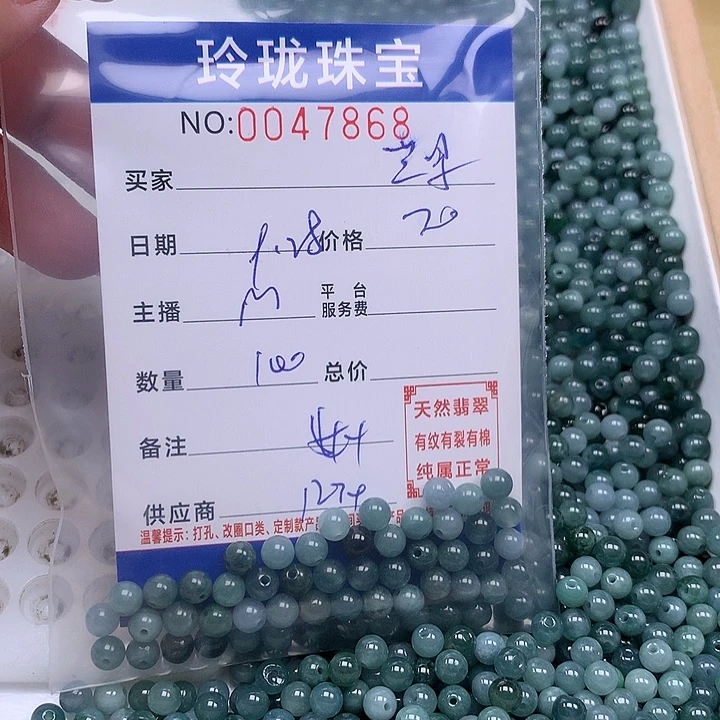 玲珑珠宝
NO:0047868
买家
日期 价格 20
主播 M 平台服务费
数量 100 总价
备注
天然翡翠
有纹有裂有棉
纯属正常
供应商
温馨提示：打孔、改圈口类、定制款产品